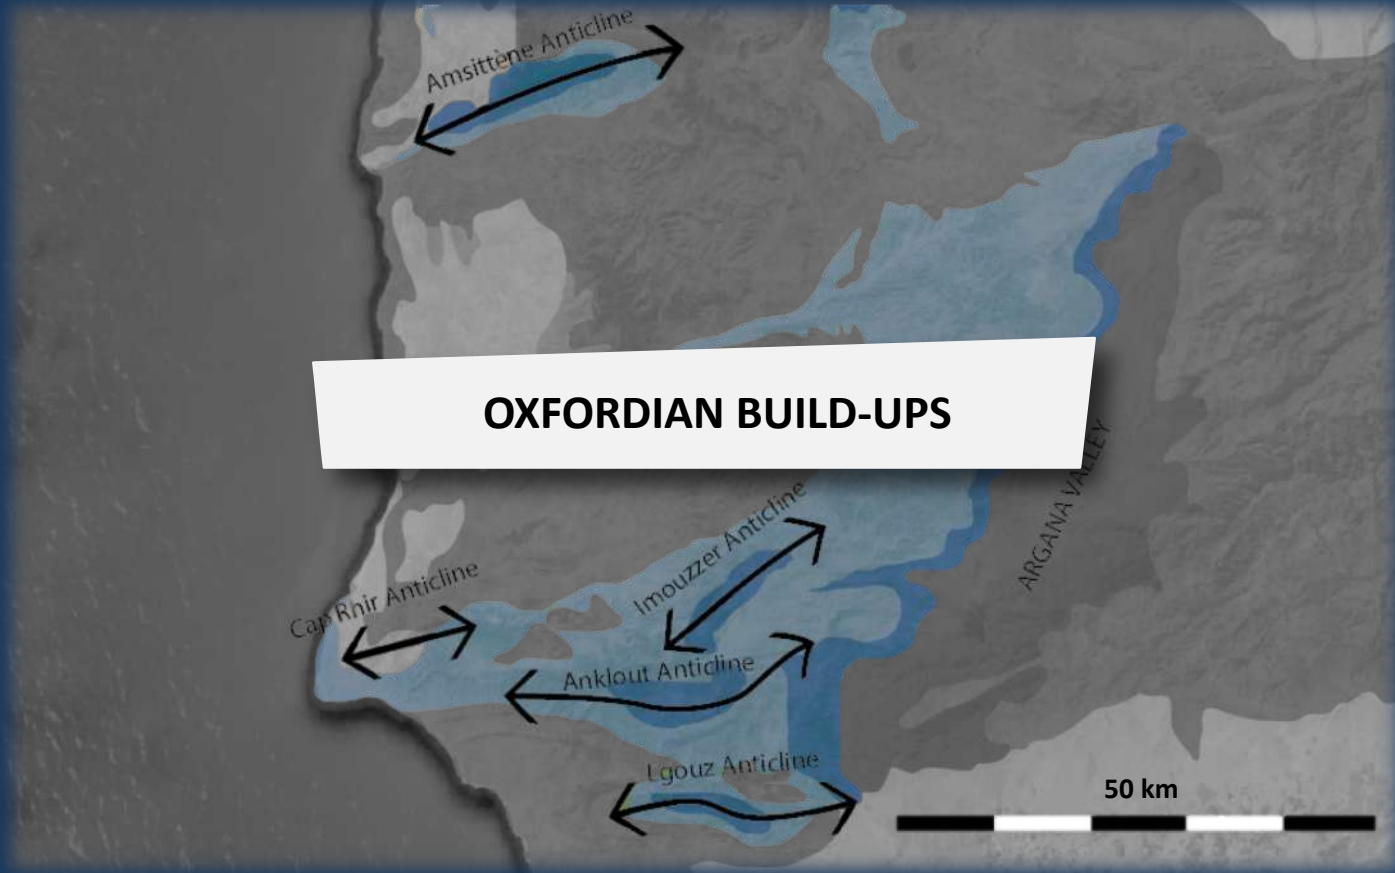 Amsittène Anticline
OXFORDIAN BUILD-UPS
ARGANA VALLEY
Imouzzer Anticline
Cap Rhir Anticline
Anklout Anticline
Lgouz Anticline
50 km